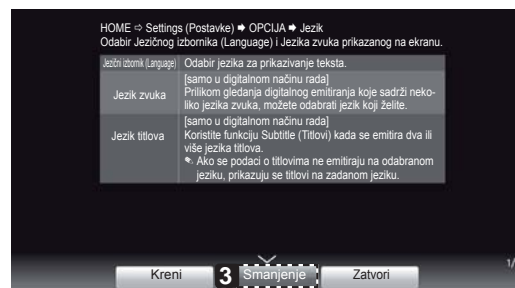 HOME ⇨ Settings (Postavke) ➡ OPCIJA ➡ Jezik
Odabir Jezičnog izbornika (Language) i Jezika zvuka prikazanog na ekranu.
Jezični izbornik (Language) Odabir jezika za prikazivanje teksta.
Jezik zvuka
[samo u digitalnom načinu rada]
Prilikom gledanja digitalnog emitiranja koje sadrži neko-
liko jezika zvuka, možete odabrati jezik koji želite.
Jezik titlova
[samo u digitalnom načinu rada]
Koristite funkciju Subtitle (Titlovi) kada se emitira dva ili
više jezika titlova.
Ako se podaci o titlovima ne emitiraju na odabranom
jeziku, prikazuju se titlovi na zadanom jeziku.
Kreni 3 Smanjenje Zatvori
1/